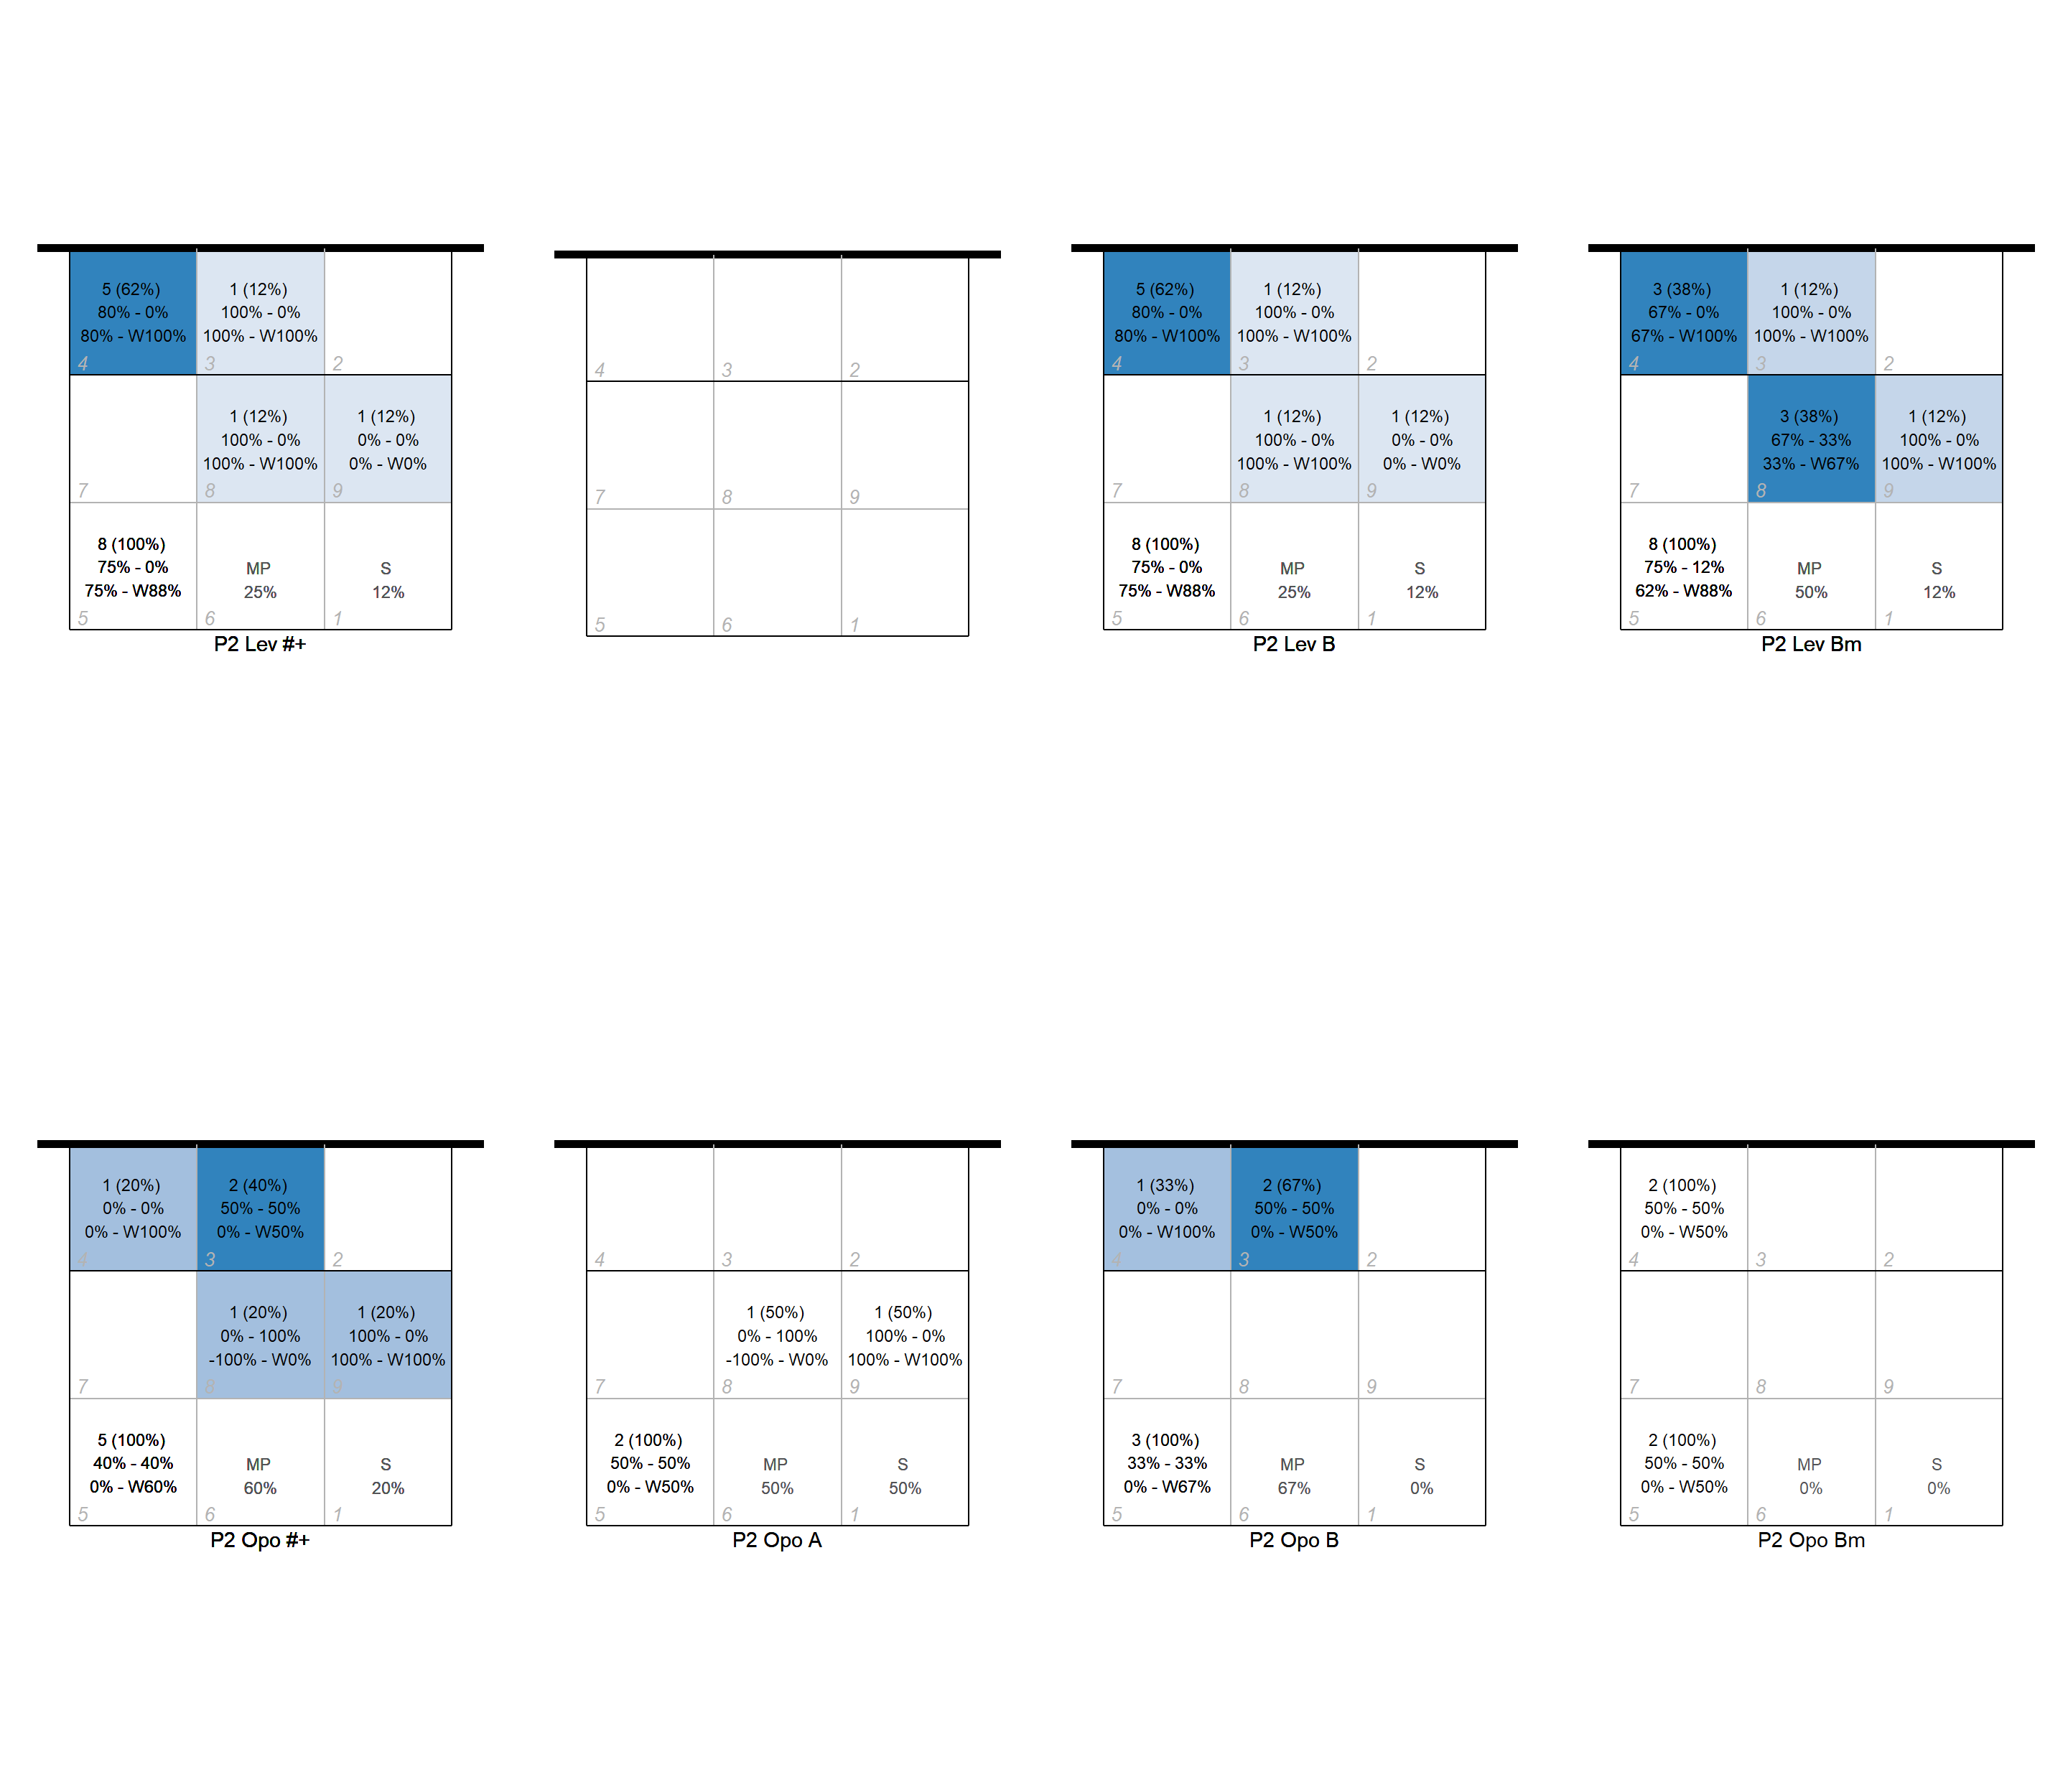 5 (62%)
80% - 0%
80% - W100%
4
1 (12%)
100% - 0%
100% - W100%
3
2
7
1 (12%)
100% - 0%
100% - W100%
8
1 (12%)
0% - 0%
0% - W0%
9
8 (100%)
75% - 0%
75% - W88%
5
MP
25%
6
S
12%
1
P2 Lev #+
4
3
2
7
8
9
5
6
1
5 (62%)
80% - 0%
80% - W100%
4
1 (12%)
100% - 0%
100% - W100%
3
2
7
1 (12%)
100% - 0%
100% - W100%
8
1 (12%)
0% - 0%
0% - W0%
9
8 (100%)
75% - 0%
75% - W88%
5
MP
25%
6
S
12%
1
P2 Lev B
3 (38%)
67% - 0%
67% - W100%
4
1 (12%)
100% - 0%
100% - W100%
3
2
7
3 (38%)
67% - 33%
33% - W67%
8
1 (12%)
100% - 0%
100% - W100%
9
8 (100%)
75% - 12%
62% - W88%
5
MP
50%
6
S
12%
1
P2 Lev Bm
1 (20%)
0% - 0%
0% - W100%
4
2 (40%)
50% - 50%
0% - W50%
3
2
7
1 (20%)
0% - 100%
-100% - W0%
8
1 (20%)
100% - 0%
100% - W100%
9
5 (100%)
40% - 40%
0% - W60%
5
MP
60%
6
S
20%
1
P2 Opo #+
4
3
2
7
1 (50%)
0% - 100%
-100% - W0%
8
1 (50%)
100% - 0%
100% - W100%
9
2 (100%)
50% - 50%
0% - W50%
5
MP
50%
6
S
50%
1
P2 Opo A
1 (33%)
0% - 0%
0% - W100%
4
2 (67%)
50% - 50%
0% - W50%
3
2
7
8
9
3 (100%)
33% - 33%
0% - W67%
5
MP
67%
6
S
0%
1
P2 Opo B
2 (100%)
50% - 50%
0% - W50%
4
3
2
7
8
9
2 (100%)
50% - 50%
0% - W50%
5
MP
0%
6
S
0%
1
P2 Opo Bm